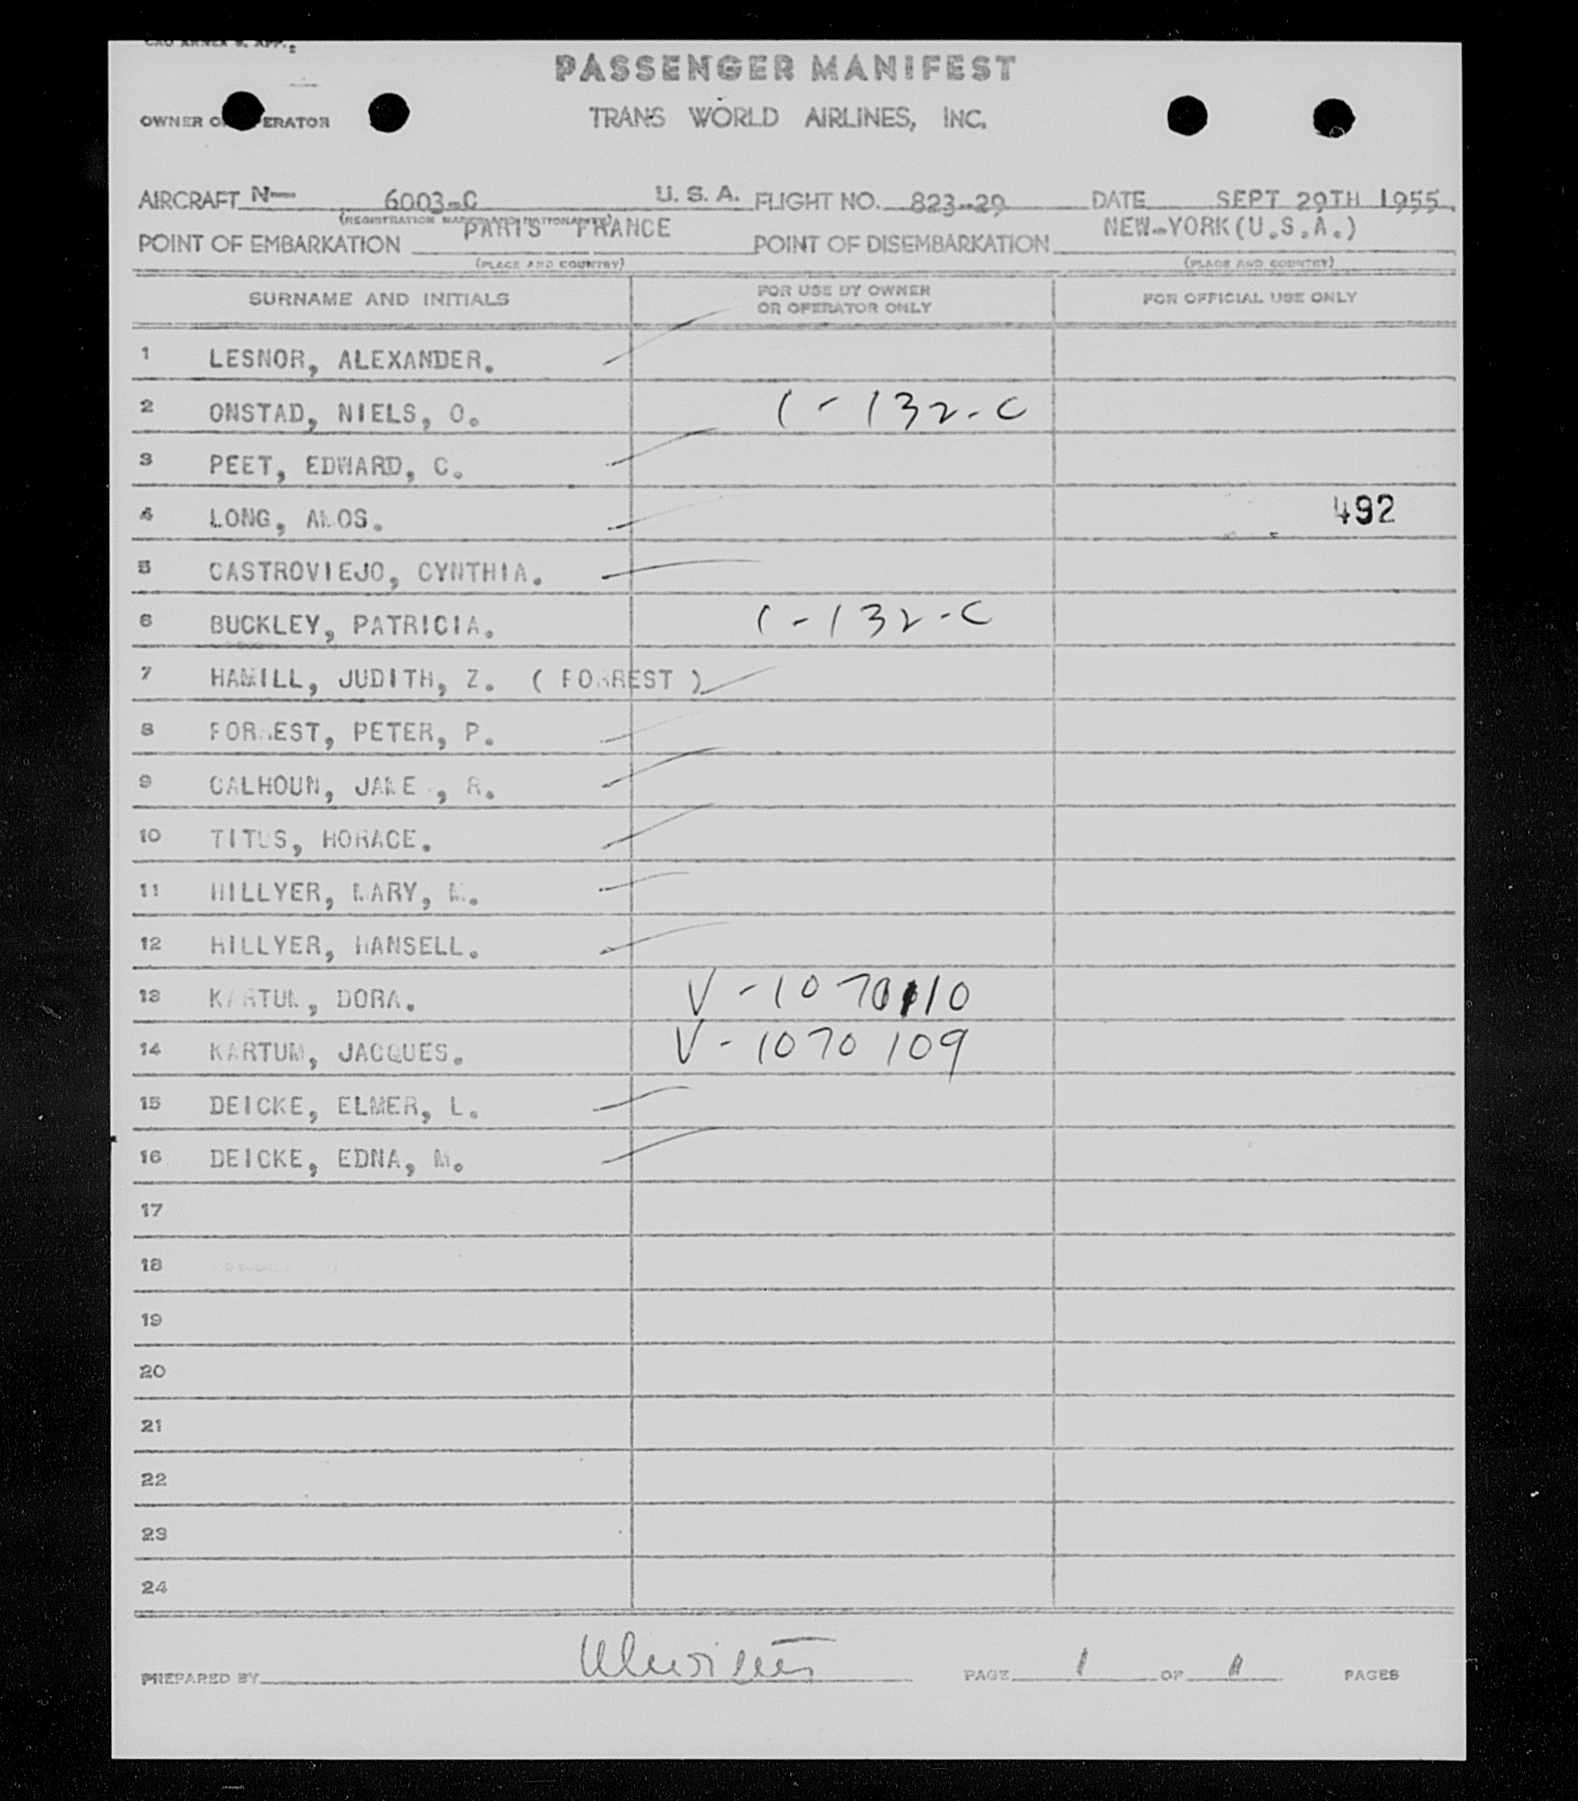 PASSENGER MANIFEST
OWNER OR OPERATOR TRANS WORLD AIRLINES, INC.
AIRCRAFT N— 6003-C U. S. A. FLIGHT NO. 823-29 DATE SEPT 29TH 1955.
(REGISTRATION MARKS AND NATIONALITY)
POINT OF EMBARKATION PARIS FRANCE POINT OF DISEMBARKATION NEW-YORK(U.S.A.)
(PLACE AND COUNTRY) (PLACE AND COUNTRY)
SURNAME AND INITIALS FOR USE BY OWNER OR OPERATOR ONLY FOR OFFICIAL USE ONLY
1 LESNOR, ALEXANDER.
2 ONSTAD, NIELS, O. 1-132-C
3 PEET, EDWARD, C.
4 LONG, AMOS. 492
5 CASTROVIEJO, CYNTHIA.
6 BUCKLEY, PATRICIA. 1-132-C
7 HAMILL, JUDITH, Z. ( FORREST )
8 FORREST, PETER, P.
9 CALHOUN, JANE , R.
10 TITUS, HORACE.
11 HILLYER, MARY, M.
12 HILLYER, HANSELL.
13 KARTUM, DORA. V-1070110
14 KARTUM, JACQUES. V-1070109
15 DEICKE, ELMER, L.
16 DEICKE, EDNA, M.
17
18
19
20
21
22
23
24
PREPARED BY PAGE 1 OF 1 PAGES